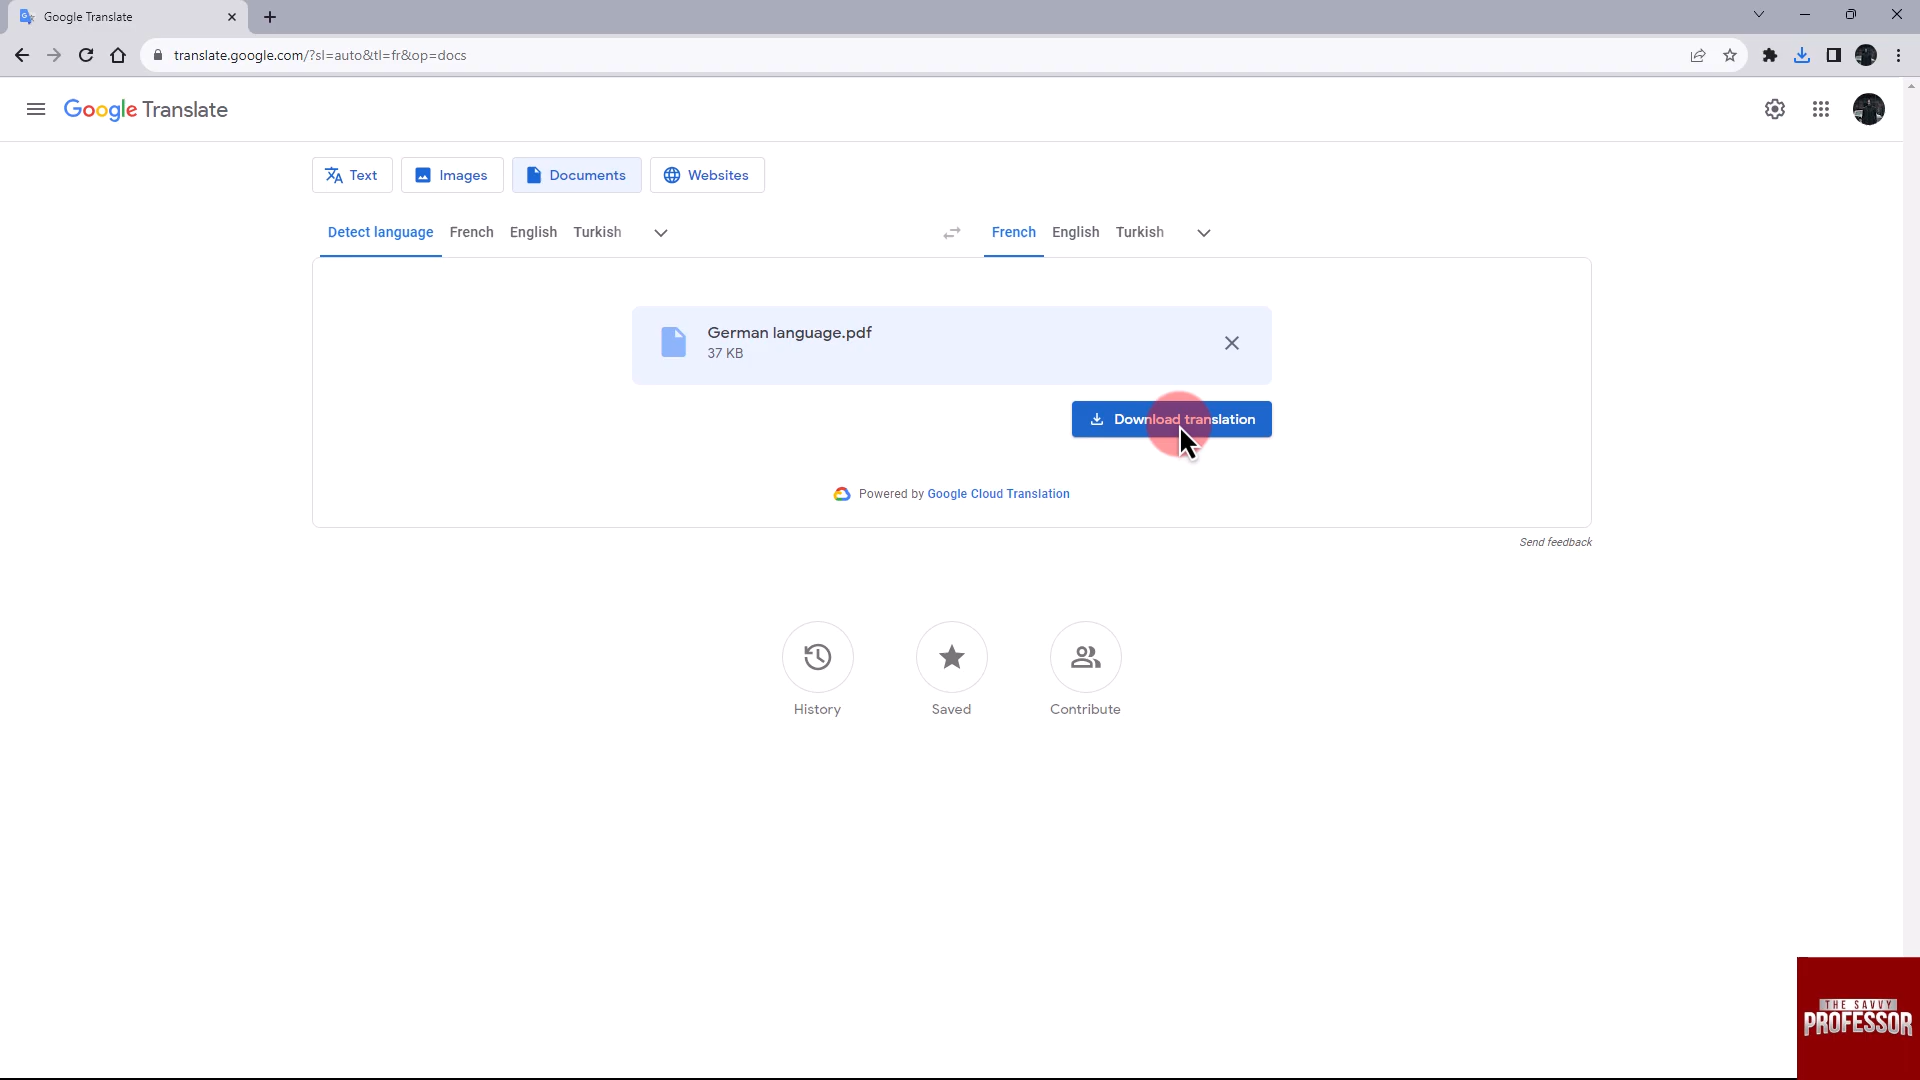 Google Translate
translate.google.com/?sl=auto&tl=fr&op=docs
Google Translate
Text Images Documents Websites
Detect language French English Turkish French English Turkish
German language.pdf
37 KB
Download translation
Powered by Google Cloud Translation
Send feedback
History Saved Contribute
THE SAVVY
PROFESSOR